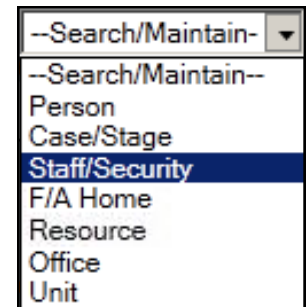 --Search/Maintain-
--Search/Maintain--
Person
Case/Stage
Staff/Security
F/A Home
Resource
Office
Unit